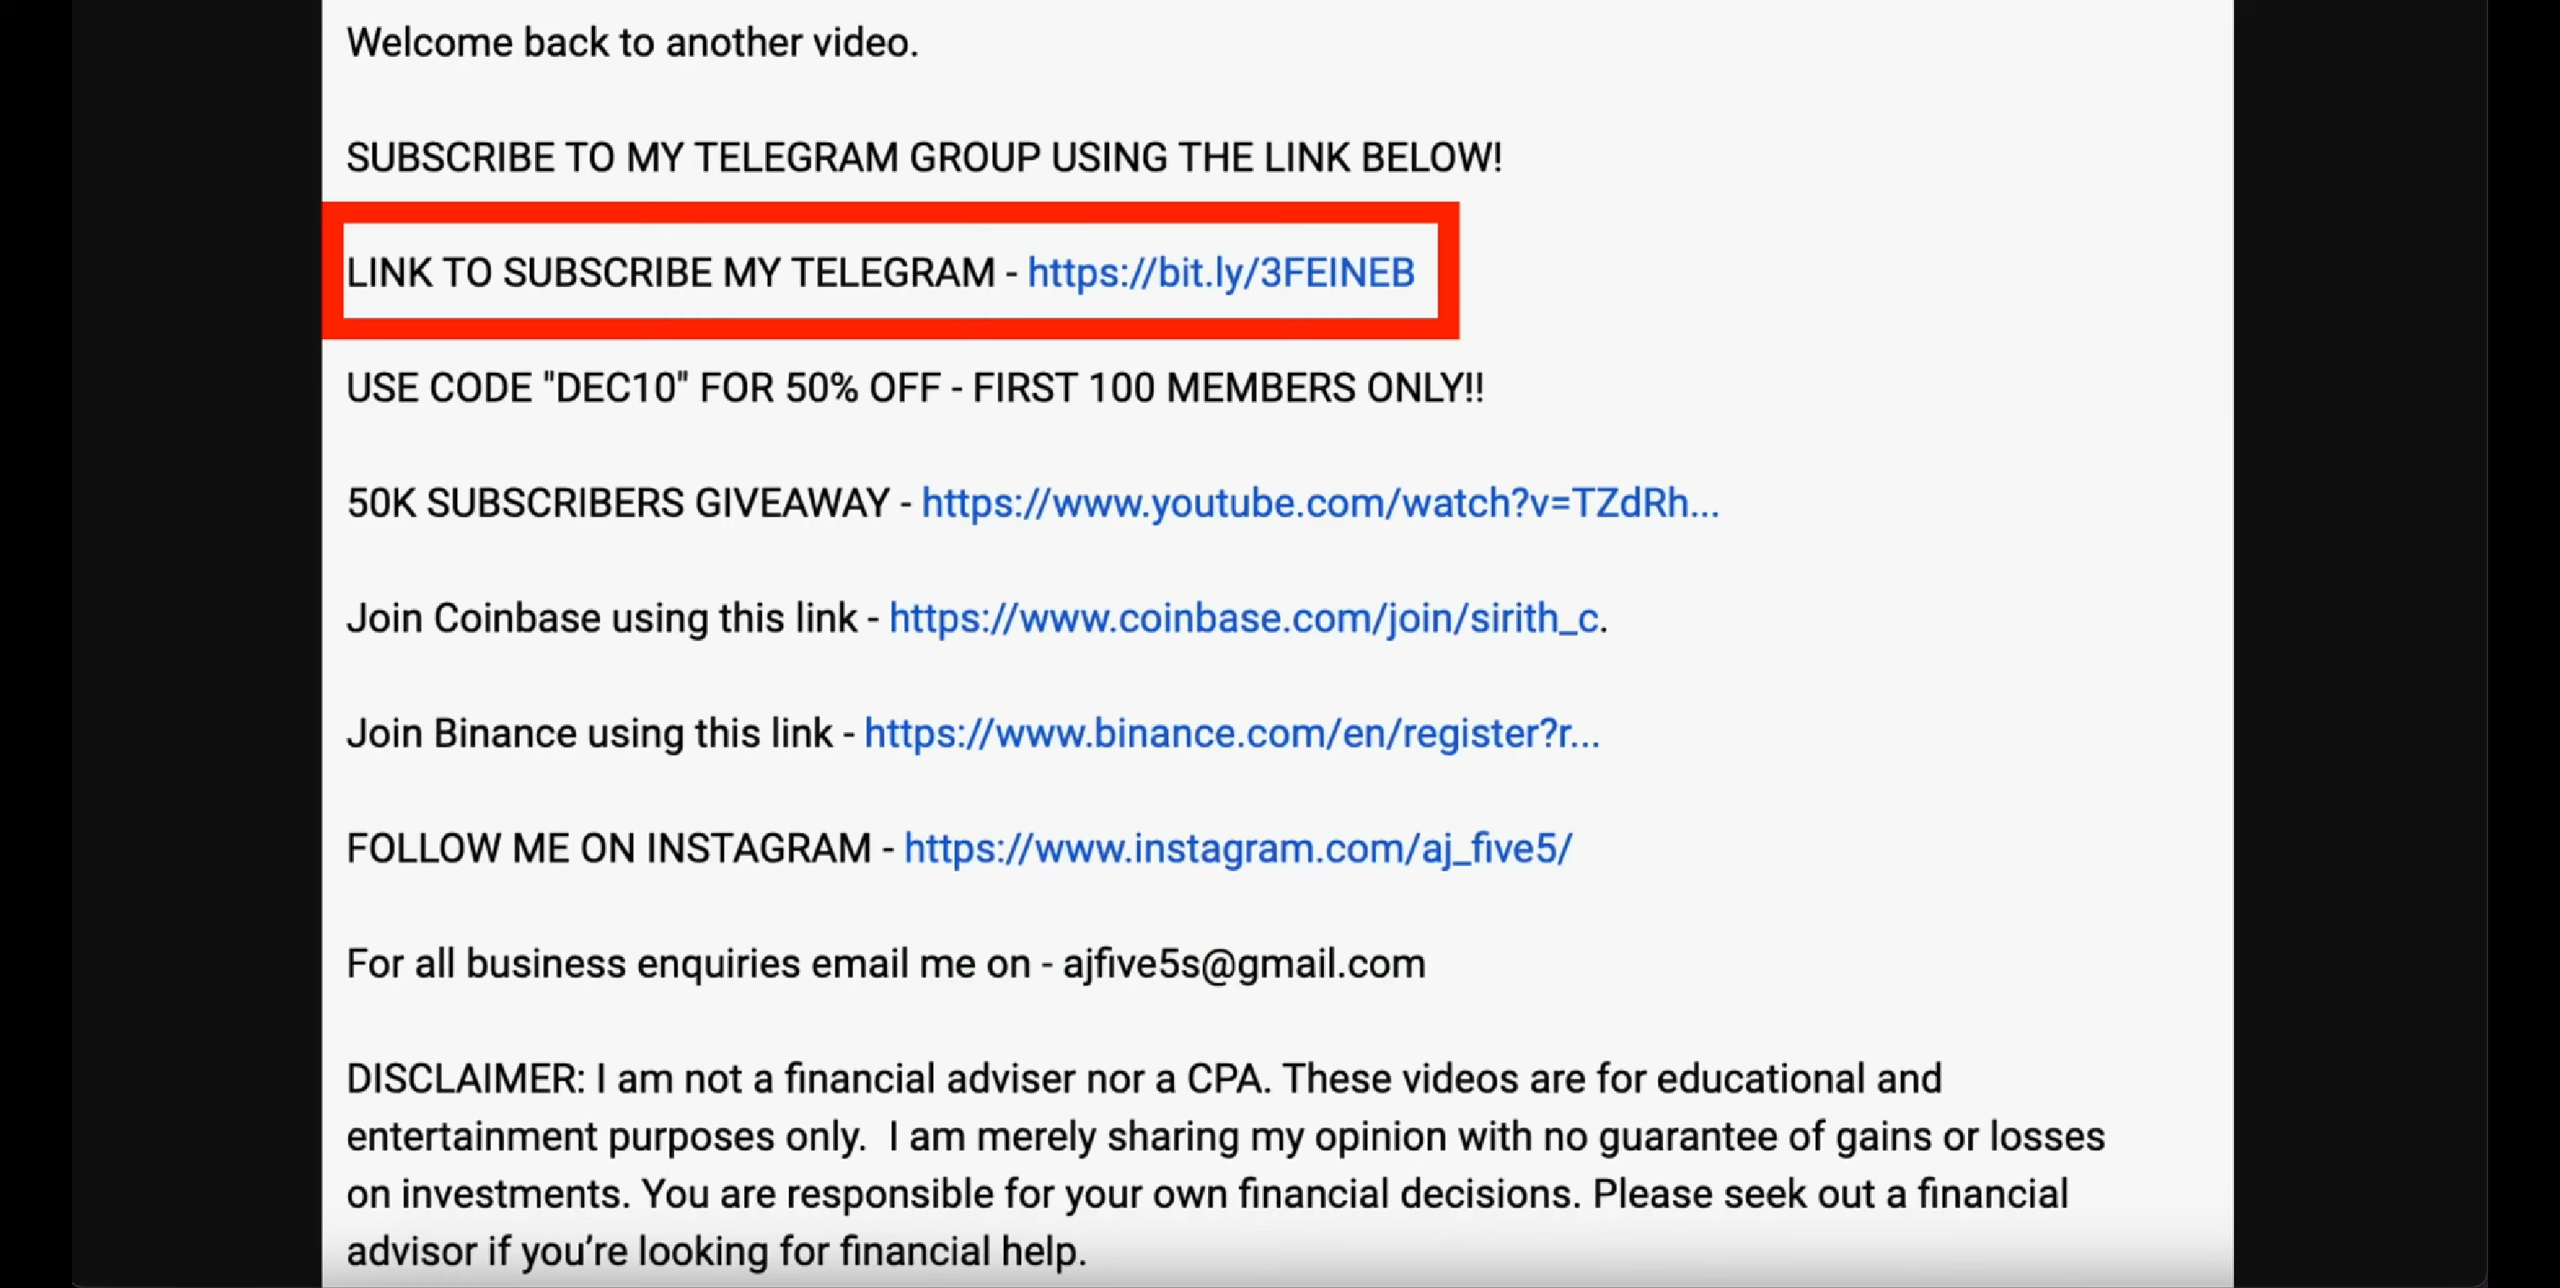 Welcome back to another video.
SUBSCRIBE TO MY TELEGRAM GROUP USING THE LINK BELOW!
LINK TO SUBSCRIBE MY TELEGRAM - https://bit.ly/3FEINEB
USE CODE "DEC10" FOR 50% OFF - FIRST 100 MEMBERS ONLY!!
50K SUBSCRIBERS GIVEAWAY - https://www.youtube.com/watch?v=TZdRh...
Join Coinbase using this link - https://www.coinbase.com/join/sirith_c.
Join Binance using this link - https://www.binance.com/en/register?r...
FOLLOW ME ON INSTAGRAM - https://www.instagram.com/aj_five5/
For all business enquiries email me on - ajfive5s@gmail.com
DISCLAIMER: I am not a financial adviser nor a CPA. These videos are for educational and
entertainment purposes only.  I am merely sharing my opinion with no guarantee of gains or losses
on investments. You are responsible for your own financial decisions. Please seek out a financial
advisor if you’re looking for financial help.